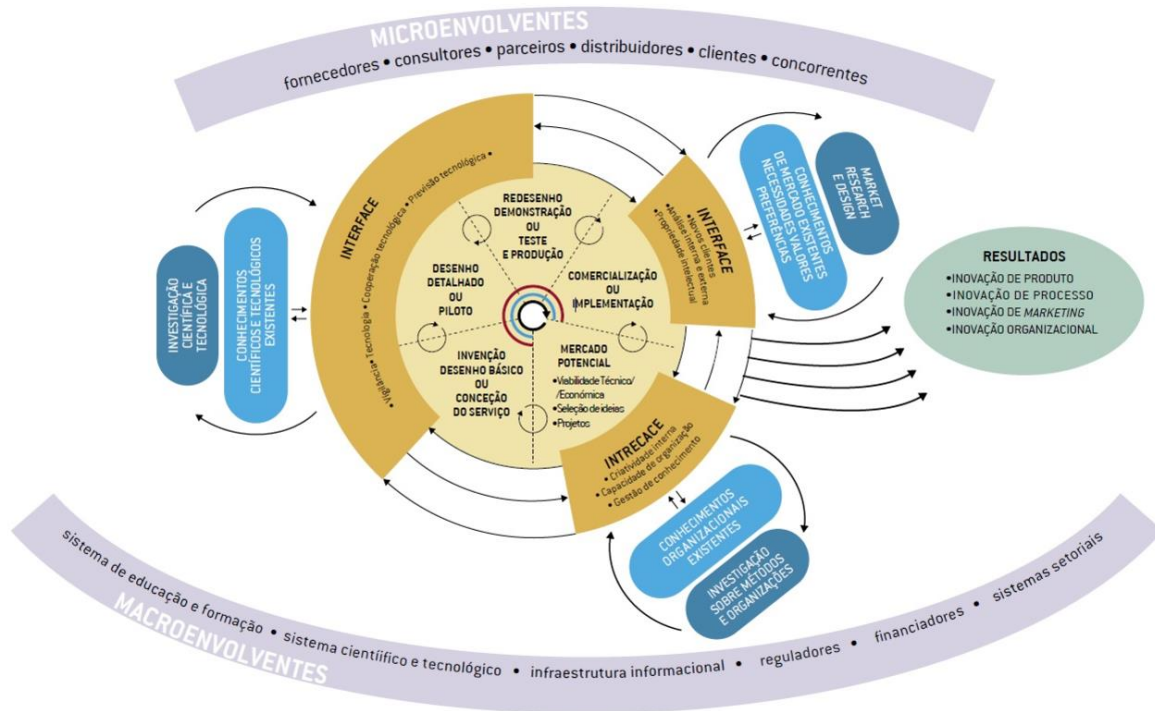 MICROENVOLVENTES
fornecedores • consultores • parceiros • distribuidores • clientes • concorrentes
INVESTIGAÇÃO
CIENTÍFICA E
TECNOLÓGICA
CONHECIMENTOS
CIENTÍFICOS E TECNOLÓGICOS
EXISTENTES
INTERFACE
• Vigilância • Tecnologia • Cooperação tecnológica • Previsão tecnológica •
REDESENHO
DEMONSTRAÇÃO
OU
TESTE
E PRODUÇÃO
DESENHO
DETALHADO
OU
PILOTO
COMERCIALIZAÇÃO
OU
IMPLEMENTAÇÃO
INVENÇÃO
DESENHO BÁSICO
OU
CONCEÇÃO
DO SERVIÇO
MERCADO
POTENCIAL
•Viabilidade Técnico/
/Económica
•Seleção de ideias
•Projetos
INTERFACE
•Novos clientes
•Análise interna e externa
•Propriedade intelectual
CONHECIMENTOS
DE MERCADO EXISTENTES
NECESSIDADES VALORES
PREFERÊNCIAS
MARKET
RESEARCH
E DESIGN
RESULTADOS
•INOVAÇÃO DE PRODUTO
•INOVAÇÃO DE PROCESSO
•INOVAÇÃO DE MARKETING
•INOVAÇÃO ORGANIZACIONAL
INTRECACE
• Criatividade interna
•Capacidade de organização
•Gestão de conhecimento
CONHECIMENTOS
ORGANIZACIONAIS
EXISTENTES
INVESTIGAÇÃO
SOBRE MÉTODOS
E ORGANIZAÇÕES
sistema de educação e formação • sistema cientíifico e tecnológico • infraestrutura informacional • reguladores • financiadores • sistemas setoriais
MACROENVOLVENTES